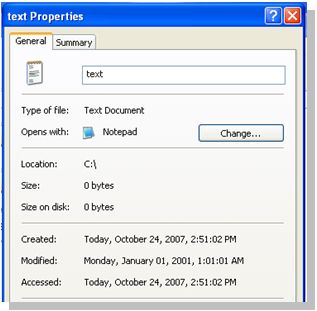 text Properties
General Summary
text
Type of file: Text Document
Opens with: Notepad Change...
Location: C:\
Size: 0 bytes
Size on disk: 0 bytes
Created: Today, October 24, 2007, 2:51:02 PM
Modified: Monday, January 01, 2001, 1:01:01 AM
Accessed: Today, October 24, 2007, 2:51:02 PM